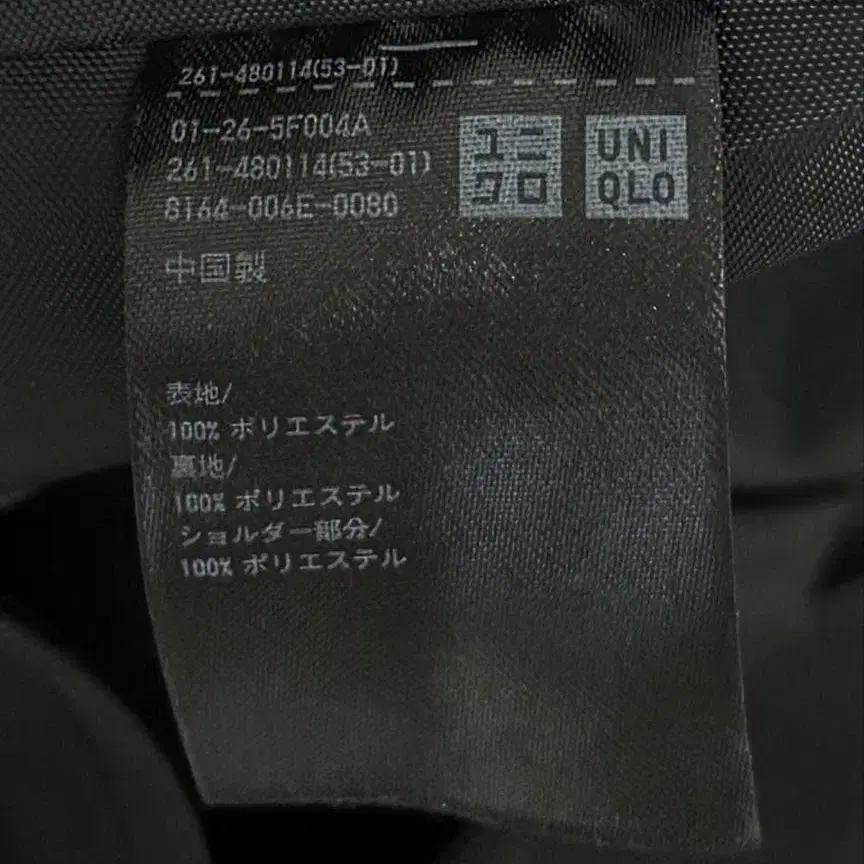 261-480114(53-01)
01-26-5F004A
261-480114(53-01)
8164-006E-0080
ユニ
クロ
UNI
QLO
中国製
表地/
100% ポリエステル
裏地/
100% ポリエステル
ショルダー部分/
100% ポリエステル